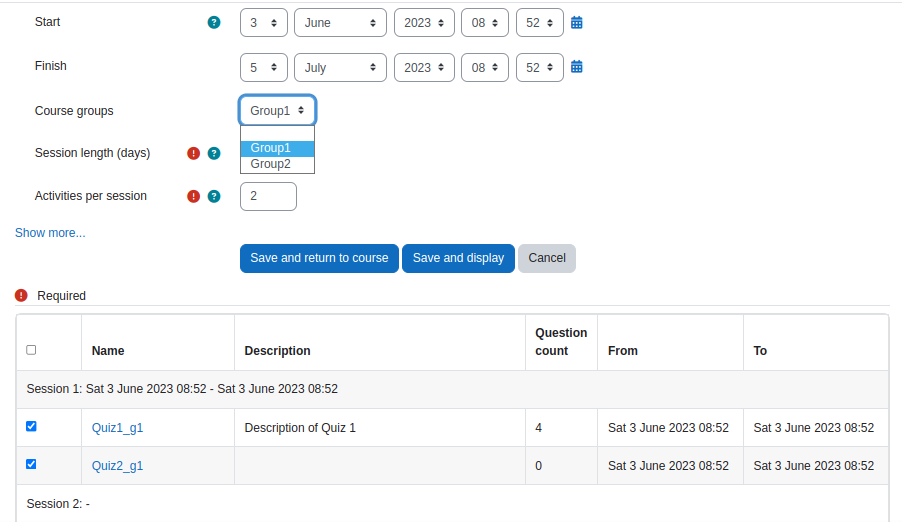 Start ? 3 June 2023 08 52
Finish 5 July 2023 08 52
Course groups Group1
Group1
Session length (days) ! ?
Group2
Activities per session ! ? 2
Show more...
Save and return to course Save and display Cancel
! Required
Name Description Question count From To
Session 1: Sat 3 June 2023 08:52 - Sat 3 June 2023 08:52
Quiz1_g1 Description of Quiz 1 4 Sat 3 June 2023 08:52 Sat 3 June 2023 08:52
Quiz2_g1 0 Sat 3 June 2023 08:52 Sat 3 June 2023 08:52
Session 2: -